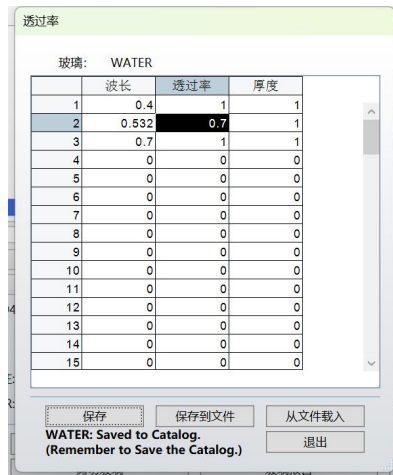 透过率
玻璃: WATER
波长 透过率 厚度
1 0.4 1 1
2 0.532 0.7 1
3 0.7 1 1
4 0 0 0
5 0 0 0
6 0 0 0
7 0 0 0
8 0 0 0
9 0 0 0
10 0 0 0
11 0 0 0
12 0 0 0
13 0 0 0
14 0 0 0
15 0 0 0
保存 保存到文件 从文件载入
WATER: Saved to Catalog.
(Remember to Save the Catalog.)
退出